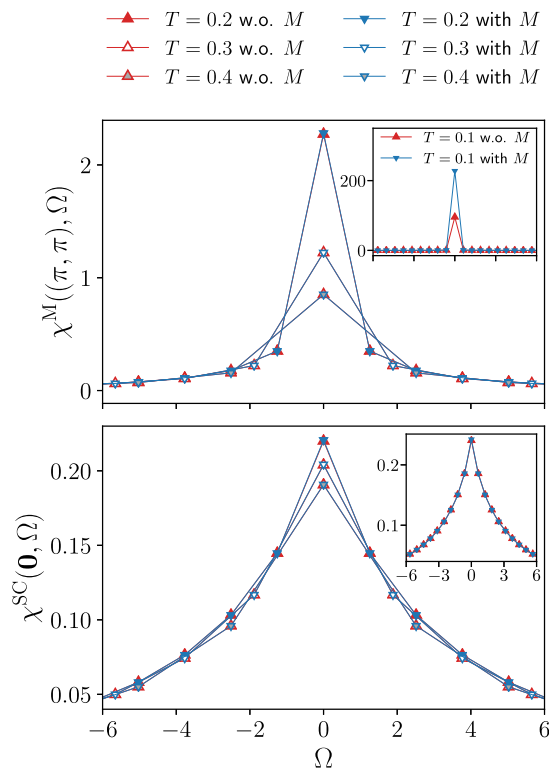 T = 0.2 w.o. M T = 0.2 with M
T = 0.3 w.o. M T = 0.3 with M
T = 0.4 w.o. M T = 0.4 with M
χ^M((π, π), Ω)
2
1
0
T = 0.1 w.o. M
T = 0.1 with M
200
0
χ^SC(0, Ω)
0.20
0.15
0.10
0.05
0.2
0.1
−6 −3 0 3 6
−6 −4 −2 0 2 4 6
Ω